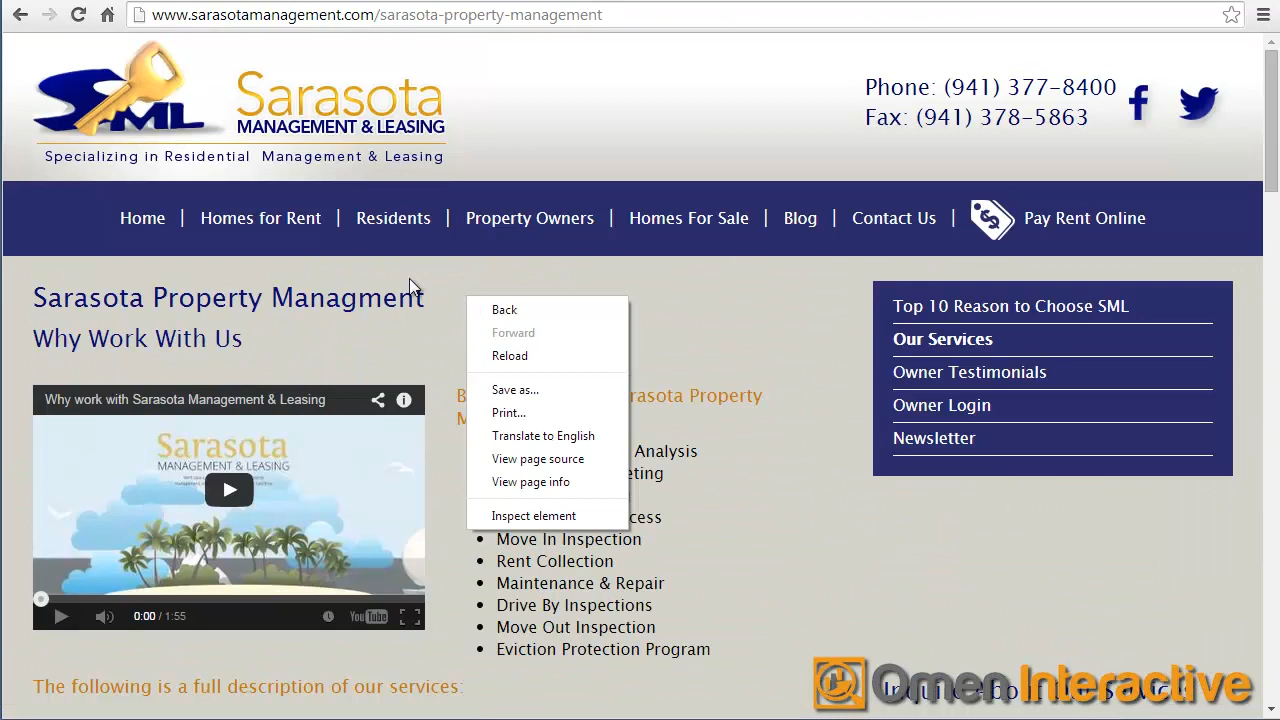 www.sarasotamanagement.com/sarasota-property-management
SML
Sarasota
MANAGEMENT & LEASING
Specializing in Residential Management & Leasing
Phone: (941) 377-8400
Fax: (941) 378-5863
Home | Homes for Rent | Residents | Property Owners | Homes For Sale | Blog | Contact Us | Pay Rent Online
Sarasota Property Managment
Why Work With Us
Why work with Sarasota Management & Leasing
Sarasota
MANAGEMENT & LEASING
0:00 / 1:55
YouTube
Back
Forward
Reload
Save as...
Print...
Translate to English
View page source
View page info
Inspect element
rasota Property
Analysis
eting
cess
• Move In Inspection
• Rent Collection
• Maintenance & Repair
• Drive By Inspections
• Move Out Inspection
• Eviction Protection Program
Top 10 Reason to Choose SML
Our Services
Owner Testimonials
Owner Login
Newsletter
The following is a full description of our services:
Omen Interactive